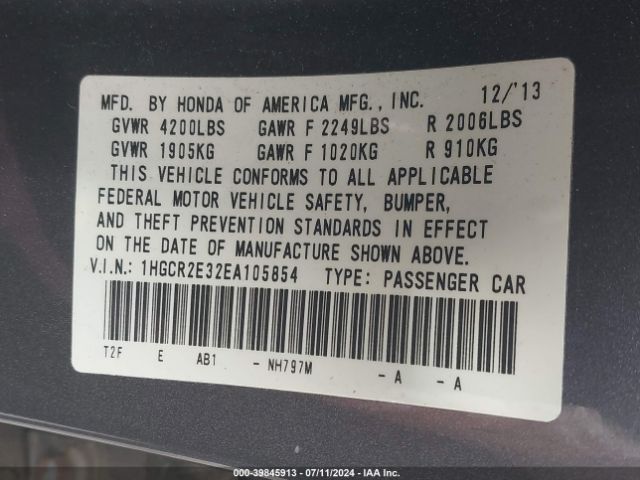 MFD. BY HONDA OF AMERICA MFG., INC. 12/'13
GVWR 4200LBS GAWR F 2249LBS R 2006LBS
GVWR 1905KG GAWR F 1020KG R 910KG
THIS VEHICLE CONFORMS TO ALL APPLICABLE
FEDERAL MOTOR VEHICLE SAFETY, BUMPER,
AND THEFT PREVENTION STANDARDS IN EFFECT
ON THE DATE OF MANUFACTURE SHOWN ABOVE.
V.I.N.: 1HGCR2E32EA105854 TYPE: PASSENGER CAR
T2F E AB1 - NH797M - A - A
000-39845913 - 07/11/2024 - IAA Inc.